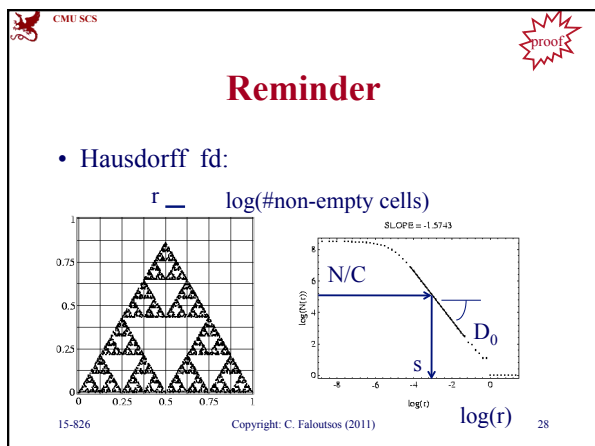 CMU SCS
proof
Reminder
• Hausdorff fd:
r
log(#non-empty cells)
1
0.75
0.5
0.25
0
0 0.25 0.5 0.75 1
SLOPE = -1.5743
8
6
4
2
0
log(N(r))
N/C
D0
s
-8 -6 -4 -2 0
log(r)
log(r)
15-826
Copyright: C. Faloutsos (2011)
28